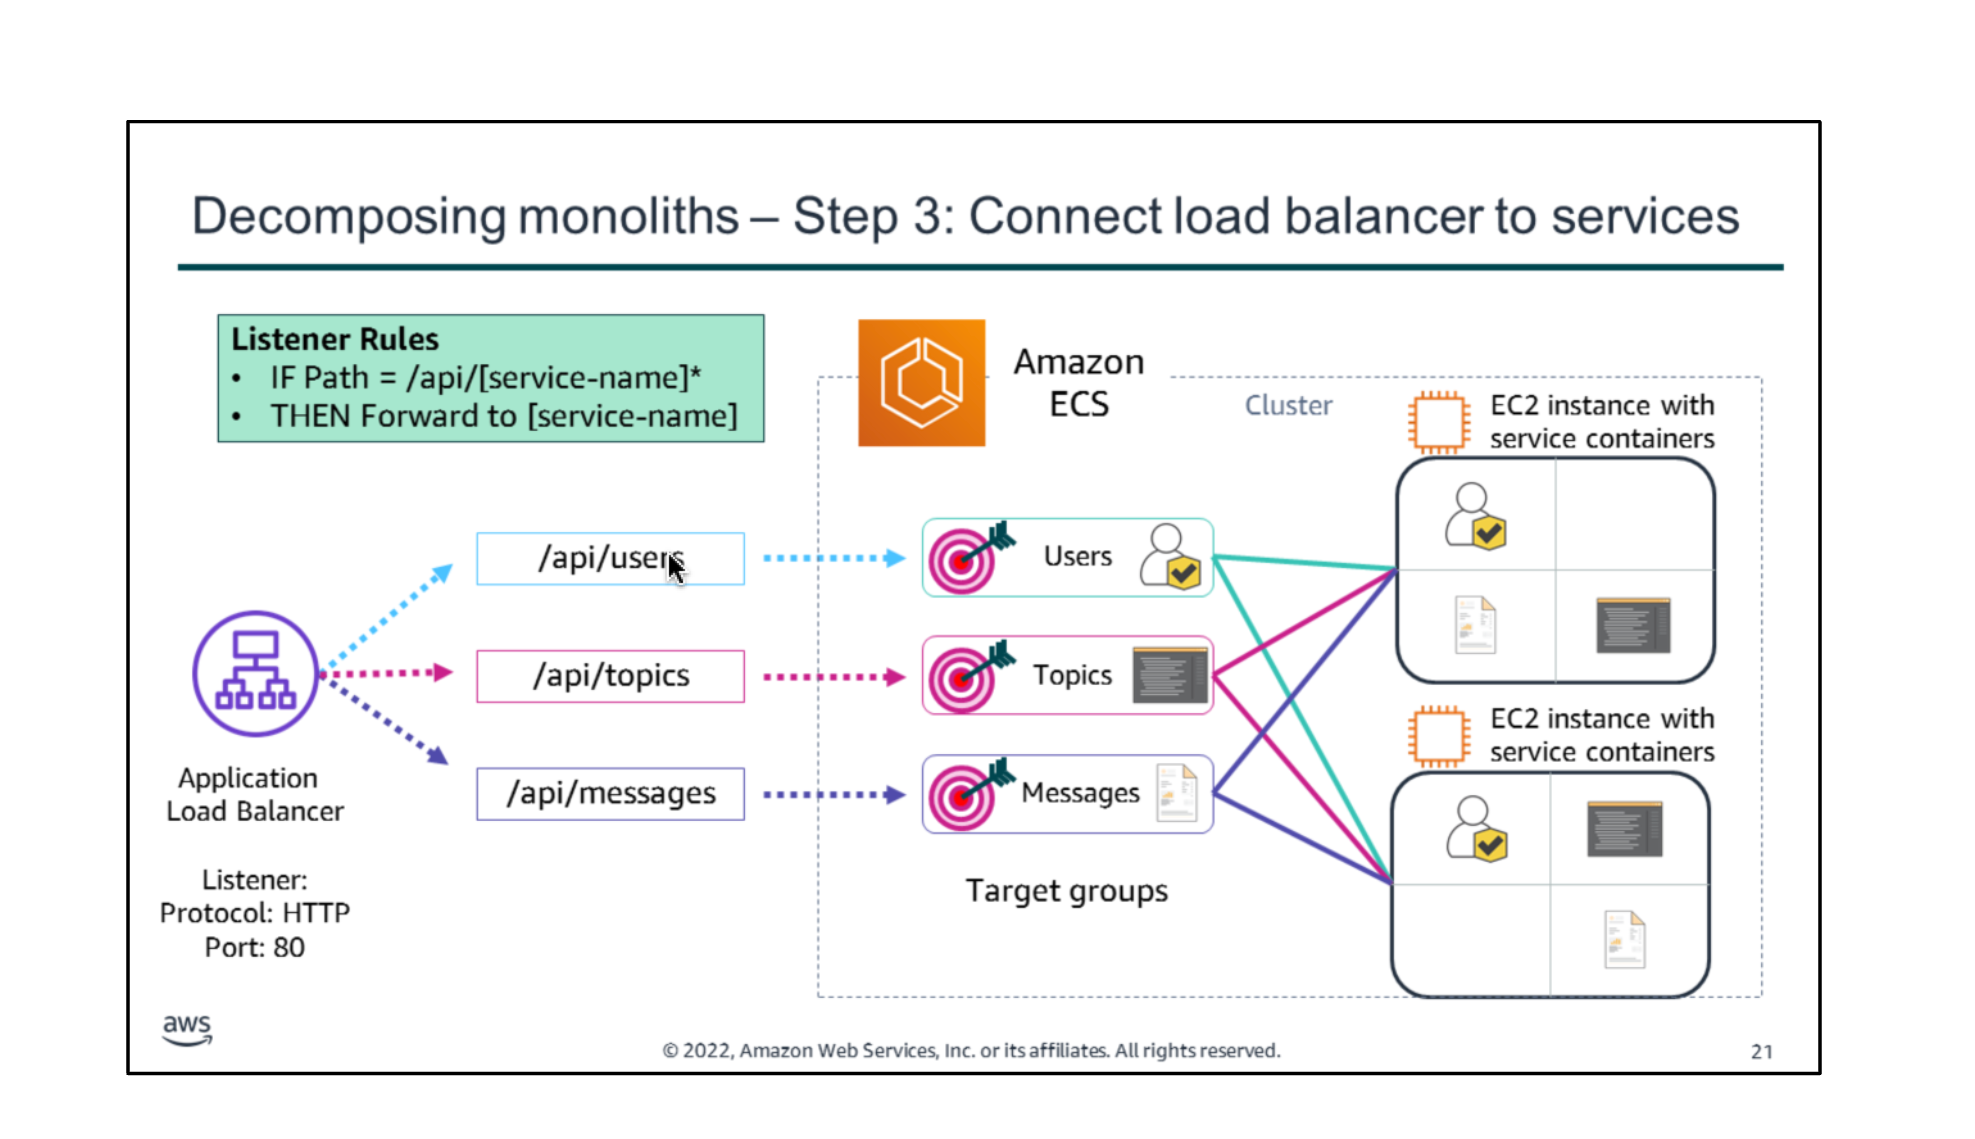 Decomposing monoliths – Step 3: Connect load balancer to services
Listener Rules
• IF Path = /api/[service-name]*
• THEN Forward to [service-name]
Amazon
ECS
Cluster
EC2 instance with
service containers
/api/users
Users
/api/topics
Topics
EC2 instance with
service containers
/api/messages
Messages
Application
Load Balancer
Target groups
Listener:
Protocol: HTTP
Port: 80
aws
© 2022, Amazon Web Services, Inc. or its affiliates. All rights reserved.
21